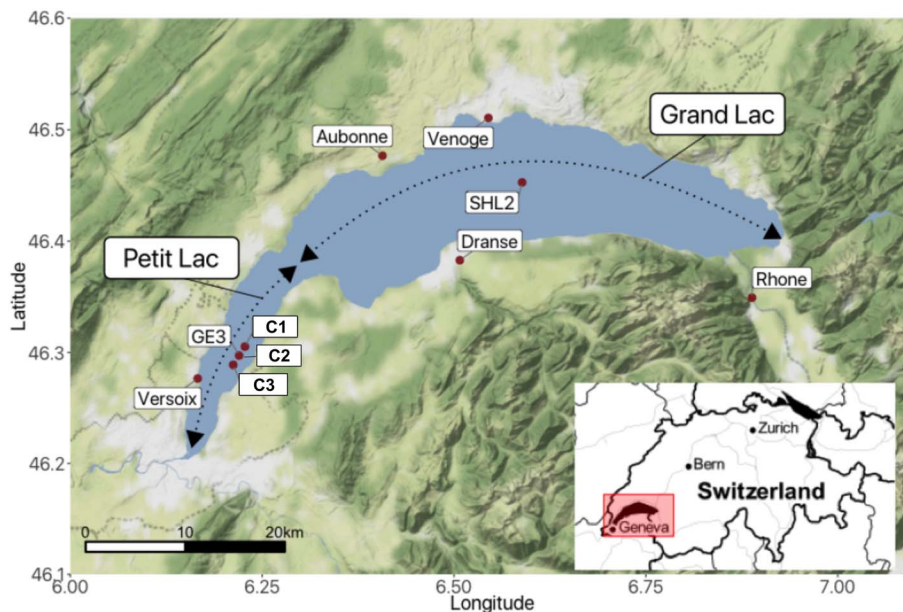 46.6
46.5
46.4
46.3
46.2
46.1
Latitude
Grand Lac
Aubonne
Venoge
SHL2
Dranse
Petit Lac
Rhone
GE3
C1
C2
C3
Versoix
Zurich
Bern
Switzerland
Geneva
0 10 20km
6.00 6.25 6.50 6.75 7.00
Longitude